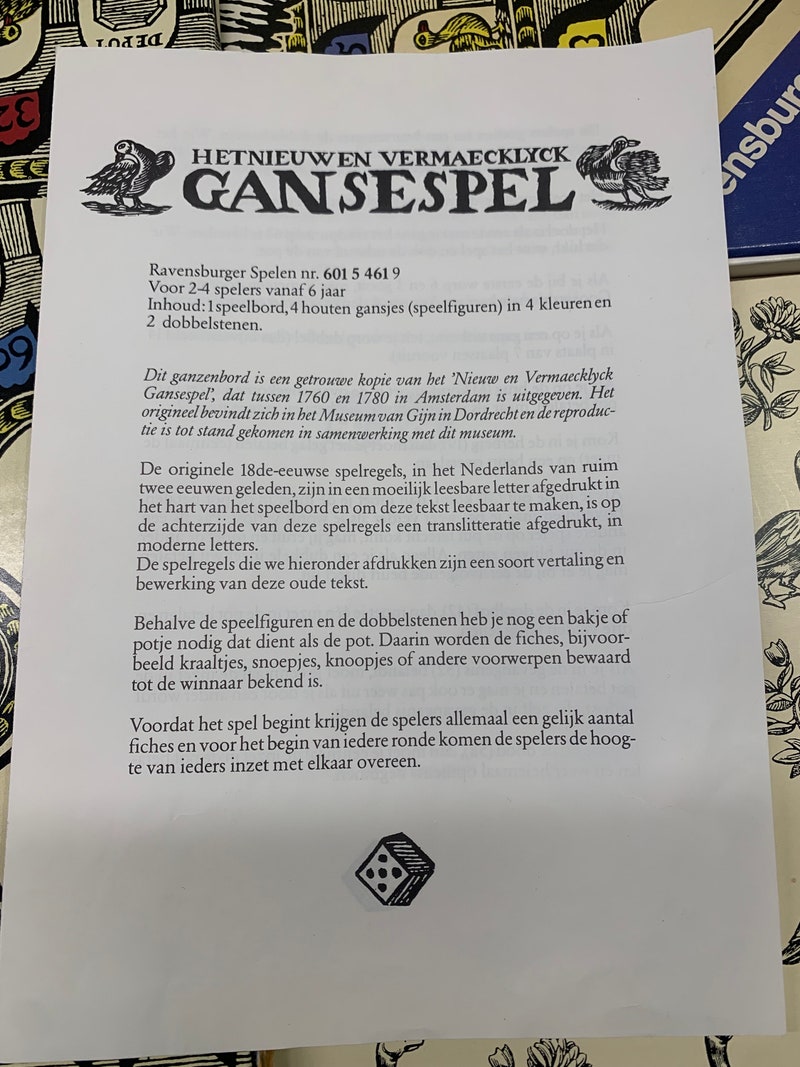 DEPOT
32
HET NIEUW EN VERMAECKLYCK
GANSESPEL
ensbur
Ravensburger Spelen nr. 601 5 461 9
Voor 2-4 spelers vanaf 6 jaar
Inhoud: 1 speelbord, 4 houten gansjes (speelfiguren) in 4 kleuren en
2 dobbelstenen.
Dit ganzenbord is een getrouwe kopie van het 'Nieuw en Vermaecklyck
Gansespel', dat tussen 1760 en 1780 in Amsterdam is uitgegeven. Het
origineel bevindt zich in het Museum van Gijn in Dordrecht en de reproduc-
tie is tot stand gekomen in samenwerking met dit museum.
De originele 18de-eeuwse spelregels, in het Nederlands van ruim
twee eeuwen geleden, zijn in een moeilijk leesbare letter afgedrukt in
het hart van het speelbord en om deze tekst leesbaar te maken, is op
de achterzijde van deze spelregels een translitteratie afgedrukt, in
moderne letters.
De spelregels die we hieronder afdrukken zijn een soort vertaling en
bewerking van deze oude tekst.
Behalve de speelfiguren en de dobbelstenen heb je nog een bakje of
potje nodig dat dient als de pot. Daarin worden de fiches, bijvoor-
beeld kraaltjes, snoepjes, knoopjes of andere voorwerpen bewaard
tot de winnaar bekend is.
Voordat het spel begint krijgen de spelers allemaal een gelijk aantal
fiches en voor het begin van iedere ronde komen de spelers de hoog-
te van ieders inzet met elkaar overeen.